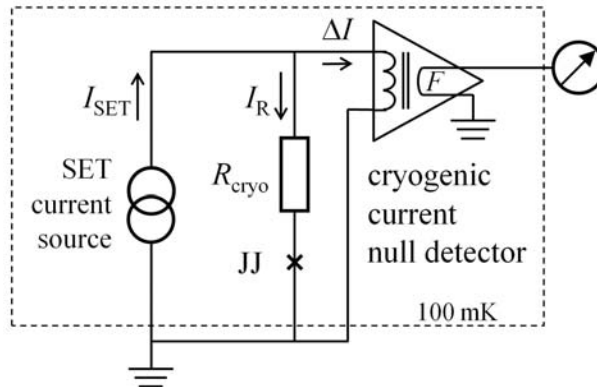 ΔI
I_SET
I_R
F
SET
current
source
R_cryo
JJ
cryogenic
current
null detector
100 mK